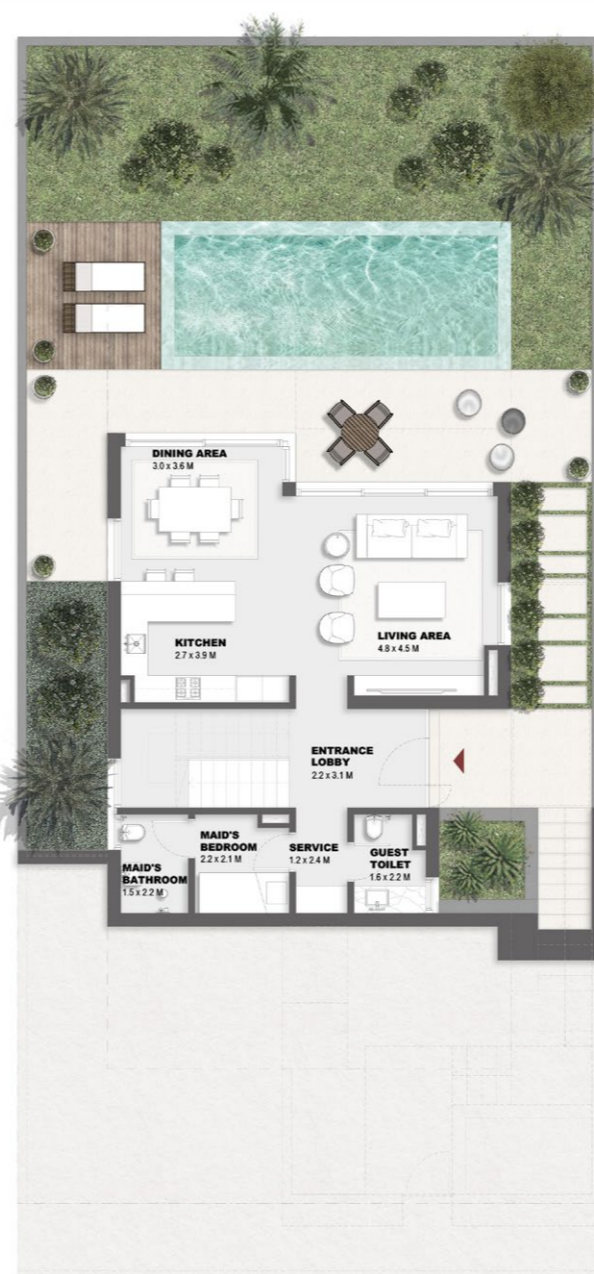 DINING AREA
3.0 x 3.6 M
KITCHEN
2.7 x 3.9 M
LIVING AREA
4.8 x 4.5 M
ENTRANCE
LOBBY
2.2 x 3.1 M
MAID'S
BEDROOM
2.2 x 2.1 M
SERVICE
1.2 x 2.4 M
GUEST
TOILET
1.6 x 2.2 M
MAID'S
BATHROOM
1.5 x 2.2 M